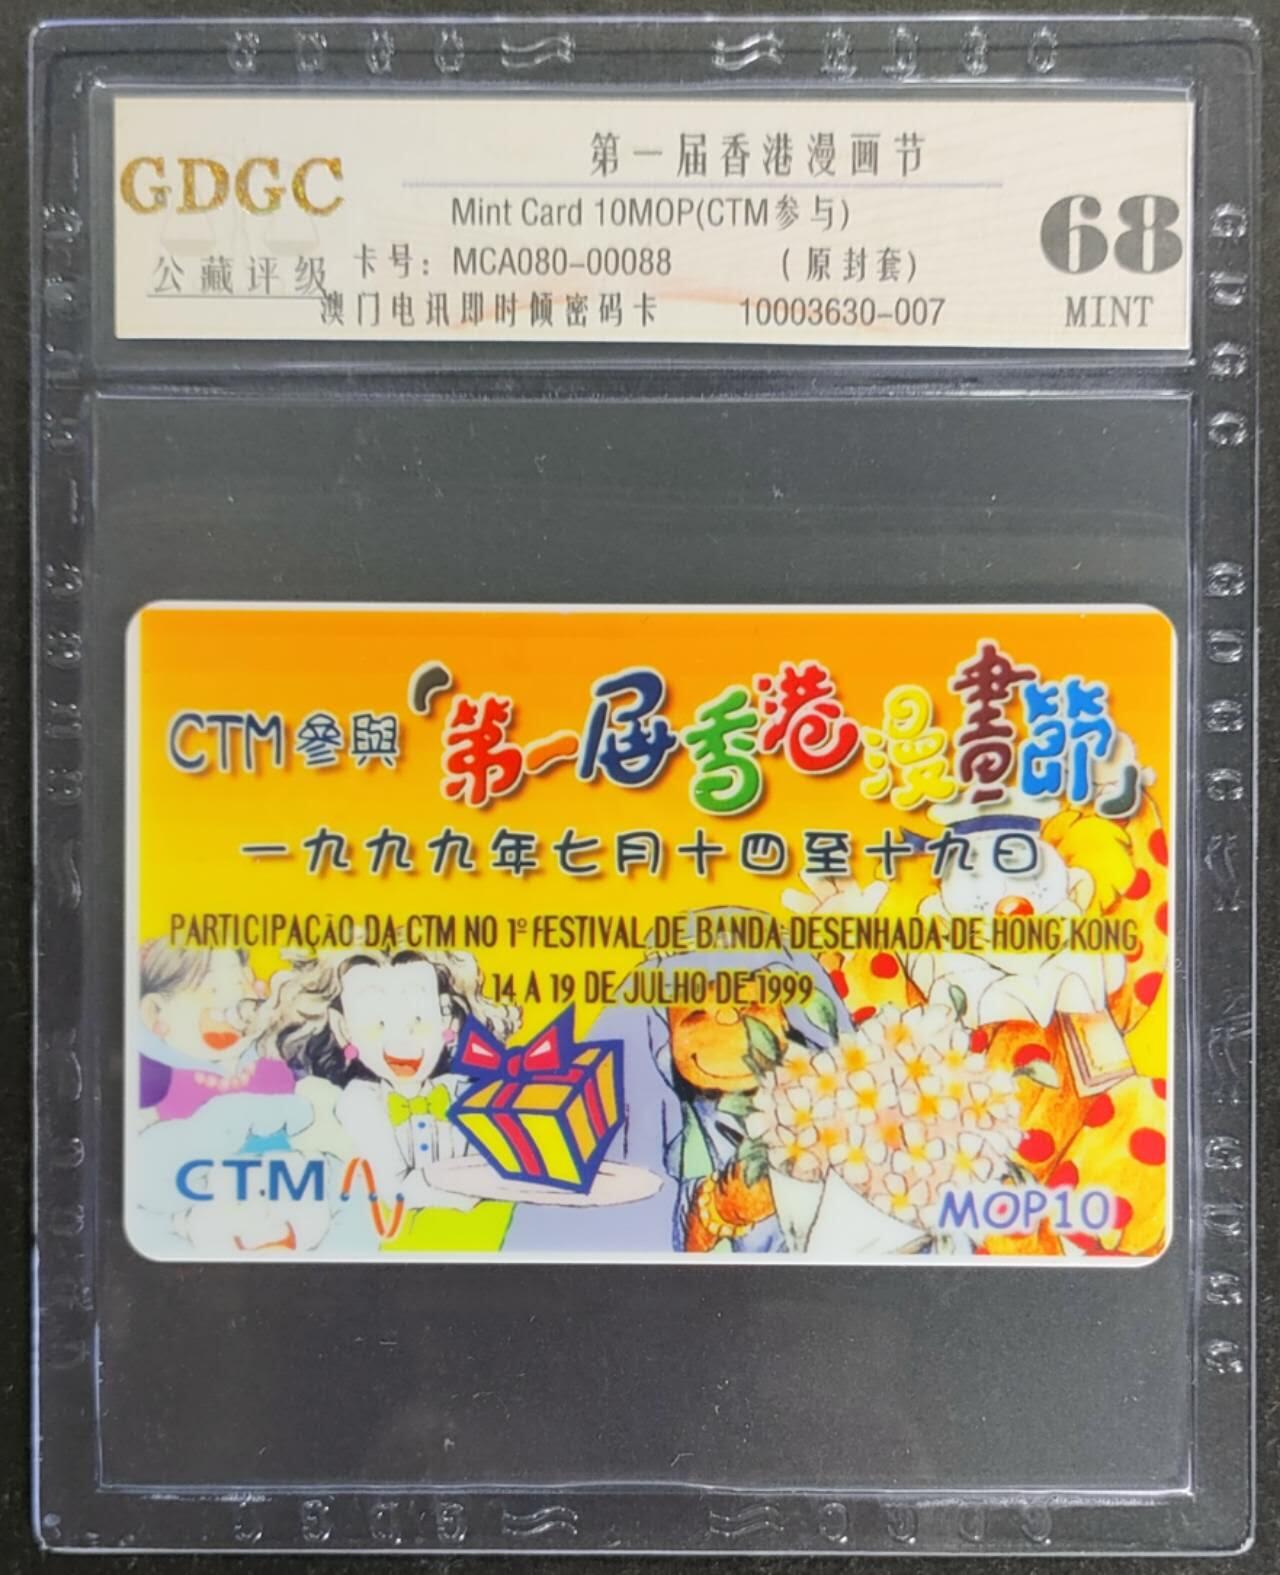 第一届香港漫画节
GDGC
Mint Card 10MOP(CTM参与)
68
公藏评级
卡号：MCA080-00088 (原封套)
澳门电讯即时倾密码卡 10003630-007
MINT
CTM參與「第一屆香港漫畫節」
一九九九年七月十四至十九日
PARTICIPAÇÃO DA CTM NO 1º FESTIVAL DE BANDA DESENHADA DE HONG KONG
14 A 19 DE JULHO DE 1999
CTM
MOP10